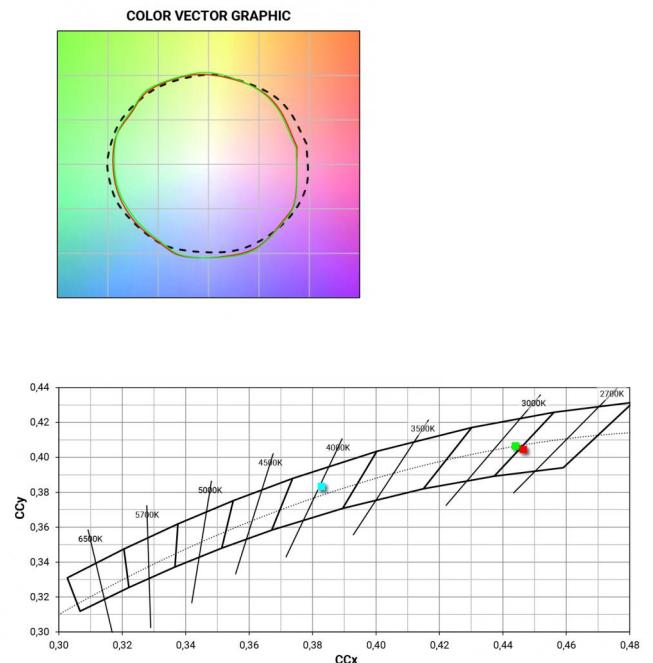 COLOR VECTOR GRAPHIC
0,44
2700K
3000K
0,42
3500K
4000K
0,40
4500K
0,38
5000K
CCy
0,36
5700K
6500K
0,34
0,32
0,30
0,30 0,32 0,34 0,36 0,38 0,40 0,42 0,44 0,46 0,48
CCx